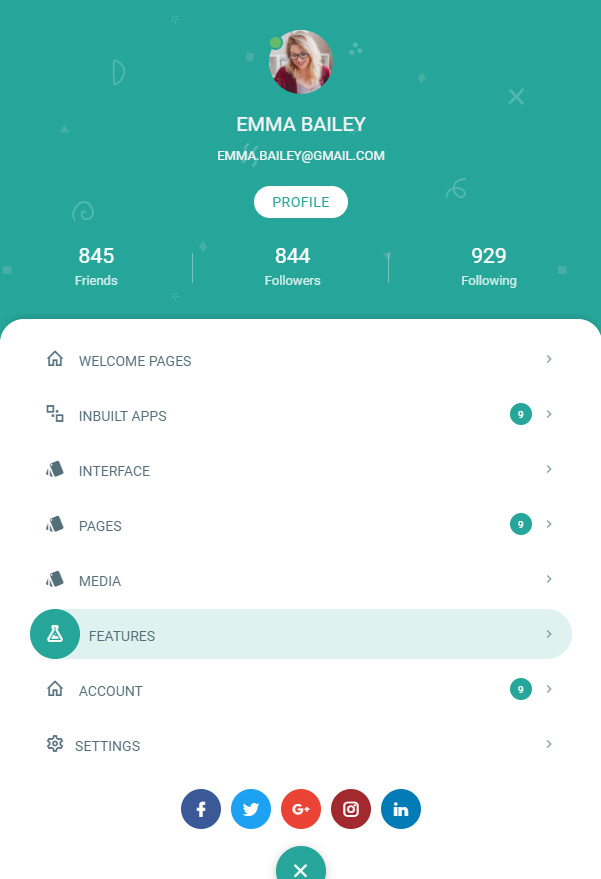 EMMA BAILEY
EMMA.BAILEY@GMAIL.COM
PROFILE
845 844 929
Friends Followers Following
WELCOME PAGES
INBUILT APPS 9
INTERFACE
PAGES 9
MEDIA
FEATURES
ACCOUNT 9
SETTINGS
f G+ in